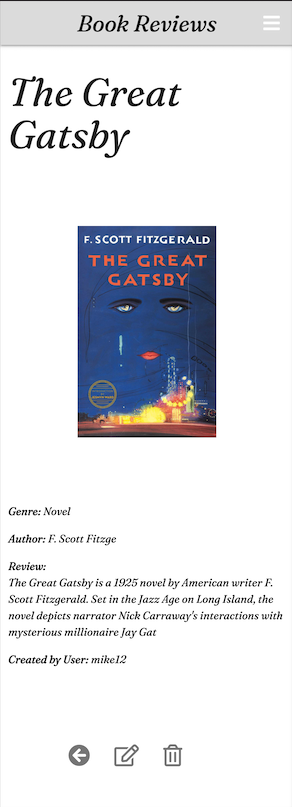 Book Reviews
The Great
Gatsby
F. SCOTT FITZGERALD
THE GREAT
GATSBY
Genre: Novel
Author: F. Scott Fitzge
Review:
The Great Gatsby is a 1925 novel by American writer F.
Scott Fitzgerald. Set in the Jazz Age on Long Island, the
novel depicts narrator Nick Carraway's interactions with
mysterious millionaire Jay Gat
Created by User: mike12